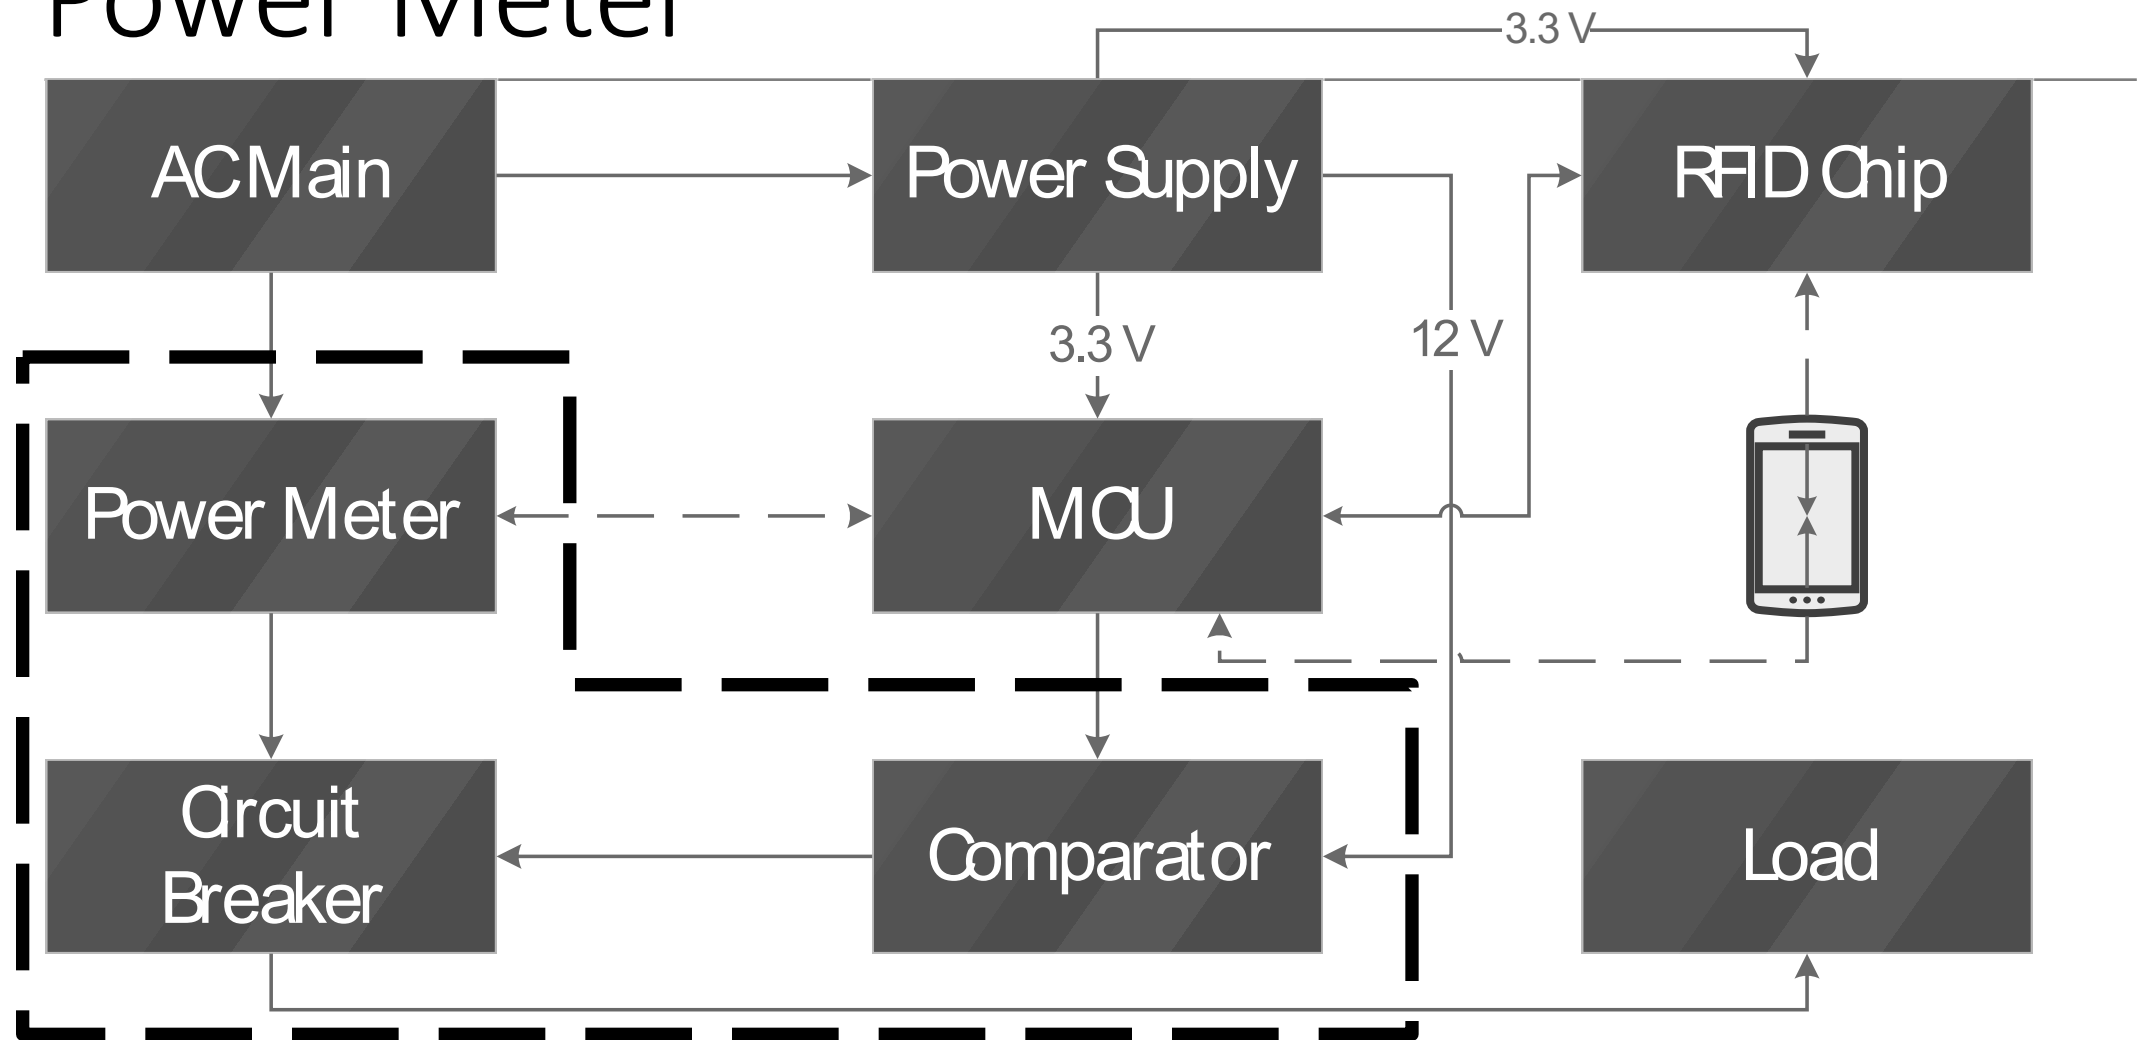 Power Meter
3.3 V
AC Main
Power Supply
RFID Chip
3.3 V
12 V
Power Meter
MCU
Circuit
Breaker
Comparator
Load